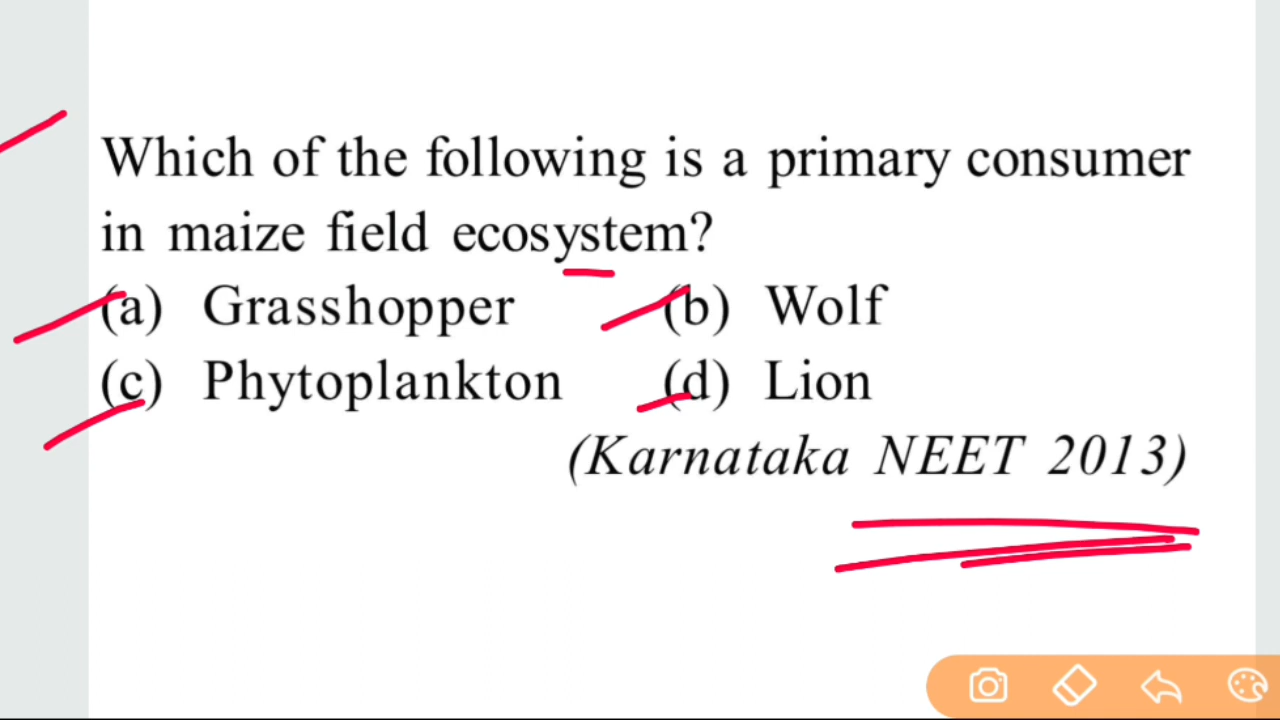 Which of the following is a primary consumer
in maize field ecosystem?
(a) Grasshopper (b) Wolf
(c) Phytoplankton (d) Lion
(Karnataka NEET 2013)